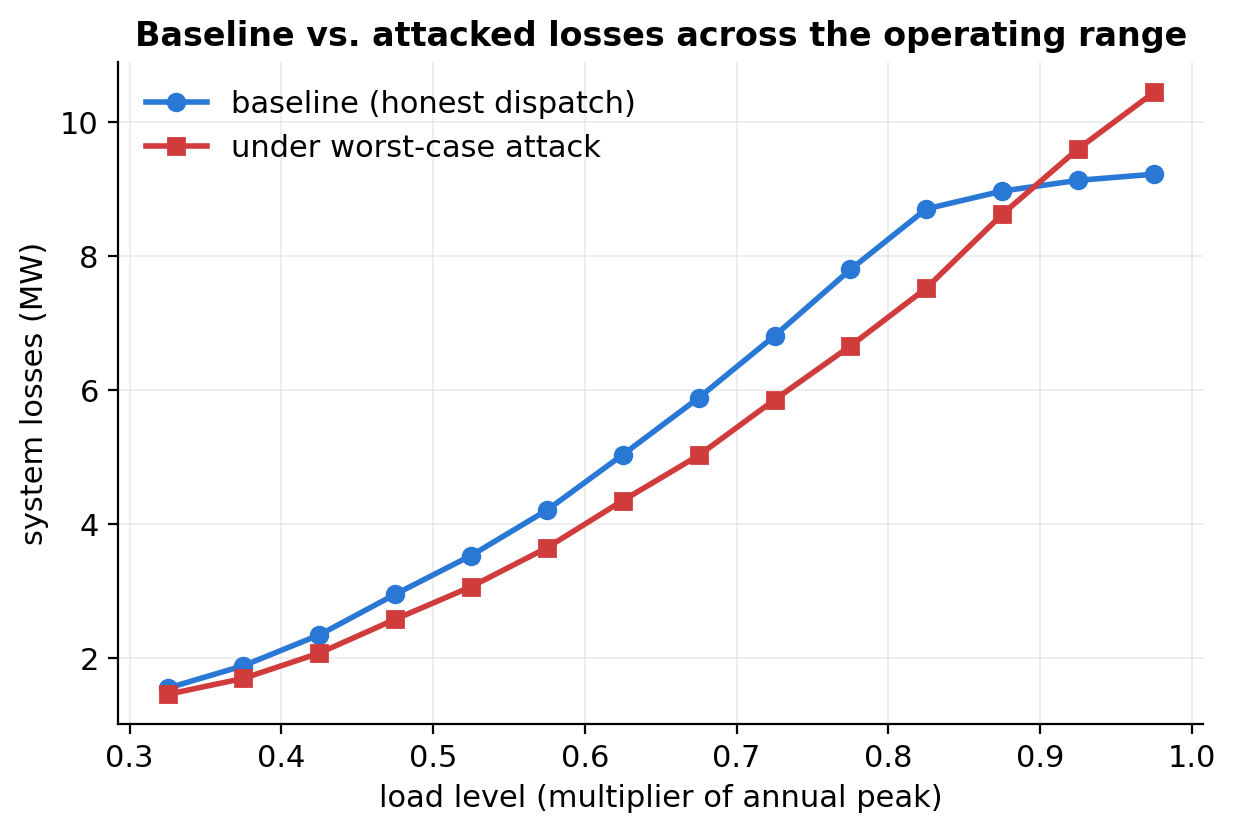 Baseline vs. attacked losses across the operating range
baseline (honest dispatch)
under worst-case attack
system losses (MW)
10
8
6
4
2
0.3 0.4 0.5 0.6 0.7 0.8 0.9 1.0
load level (multiplier of annual peak)